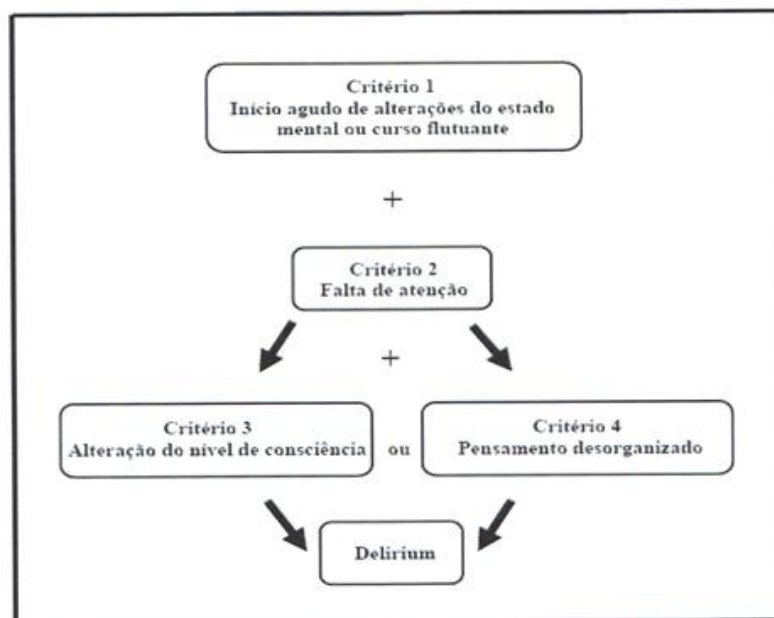 Critério 1
Início agudo de alterações do estado
mental ou curso flutuante
+
Critério 2
Falta de atenção
+
Critério 3
Alteração do nível de consciência
ou
Critério 4
Pensamento desorganizado
Delirium